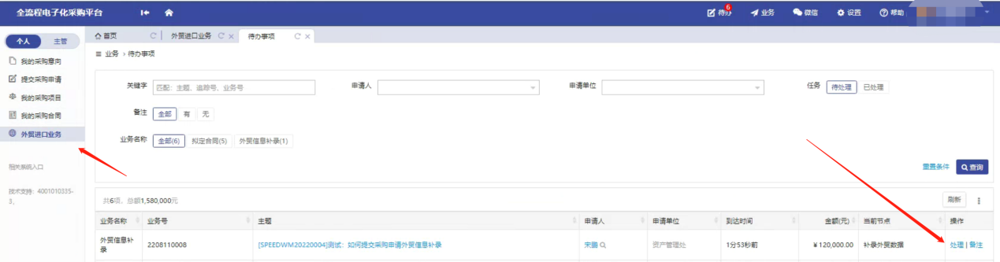 全流程电子化采购平台
6
待办 业务 微信 设置 帮助
个人 主管
首页 外贸进口业务 待办事项
我的采购意向
提交采购申请
我的采购项目
我的采购合同
外贸进口业务
相关系统入口
技术支持：4001010335-
3。
业务 › 待办事项
关键字 匹配：主题、追踪号、业务号 申请人 申请单位 任务 待处理 已处理
备注 全部 有 无
业务名称 全部(6) 拟定合同(5) 外贸信息补录(1)
重置条件 查询
共6项，总额1,580,000元 刷新
业务名称 业务号 主题 申请人 申请单位 到达时间 金额(元) 当前节点 操作
外贸信息补
录
2208110008 [SPEEDWM20220004]测试：如何提交采购申请外贸信息补录 资产管理处 1分53秒前 ¥120,000.00 补录外贸数据 处理 | 备注